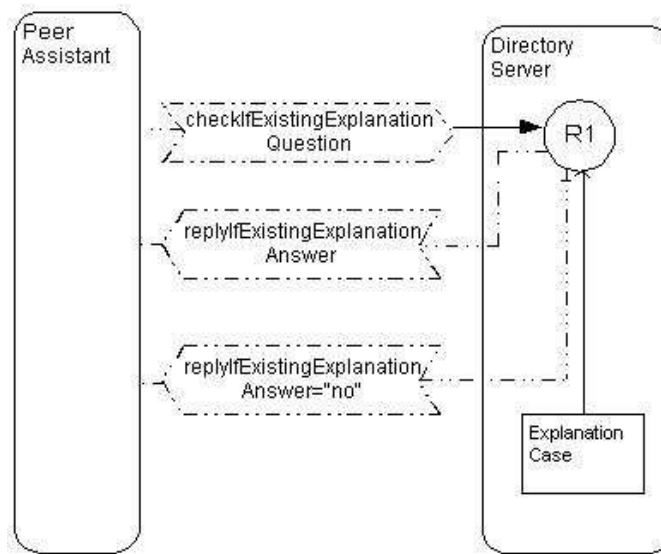 Peer
Assistant
Directory
Server
checkIfExistingExplanation
Question
R1
replyIfExistingExplanation
Answer
replyIfExistingExplanation
Answer="no"
Explanation
Case